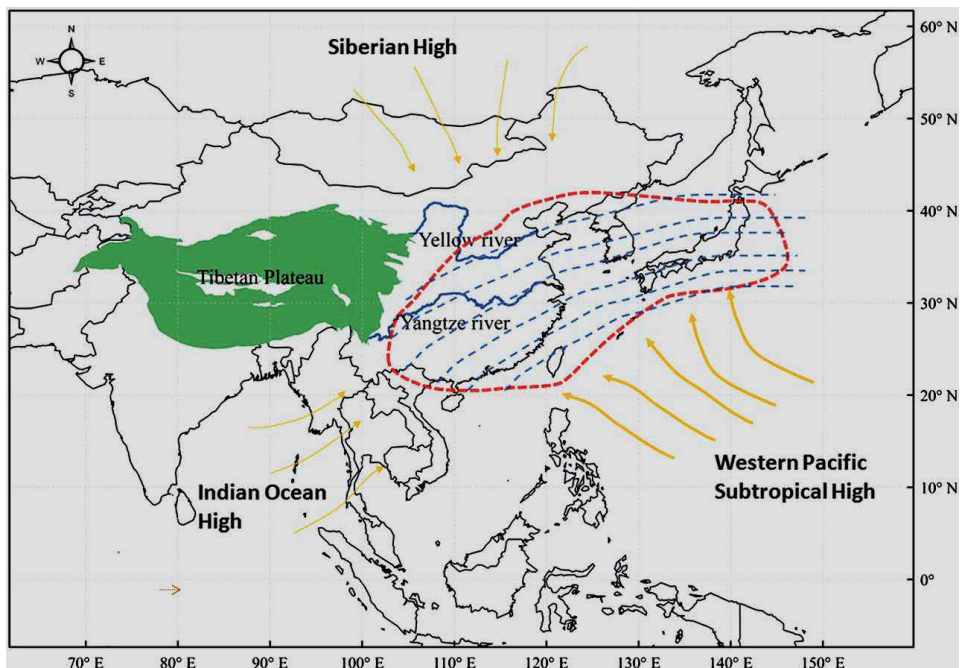 N
W E
S
Siberian High
60° N
50° N
40° N
Yellow river
Tibetan Plateau
30° N
Yangtze river
20° N
Western Pacific
Subtropical High
Indian Ocean
High
10° N
0°
70° E 80° E 90° E 100° E 110° E 120° E 130° E 140° E 150° E